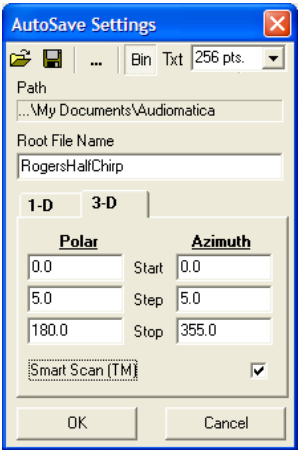 AutoSave Settings
... Bin Txt 256 pts.
Path
...\My Documents\Audiomatica
Root File Name
RogersHalfChirp
1-D 3-D
Polar Azimuth
0.0 Start 0.0
5.0 Step 5.0
180.0 Stop 355.0
Smart Scan (TM)
OK Cancel